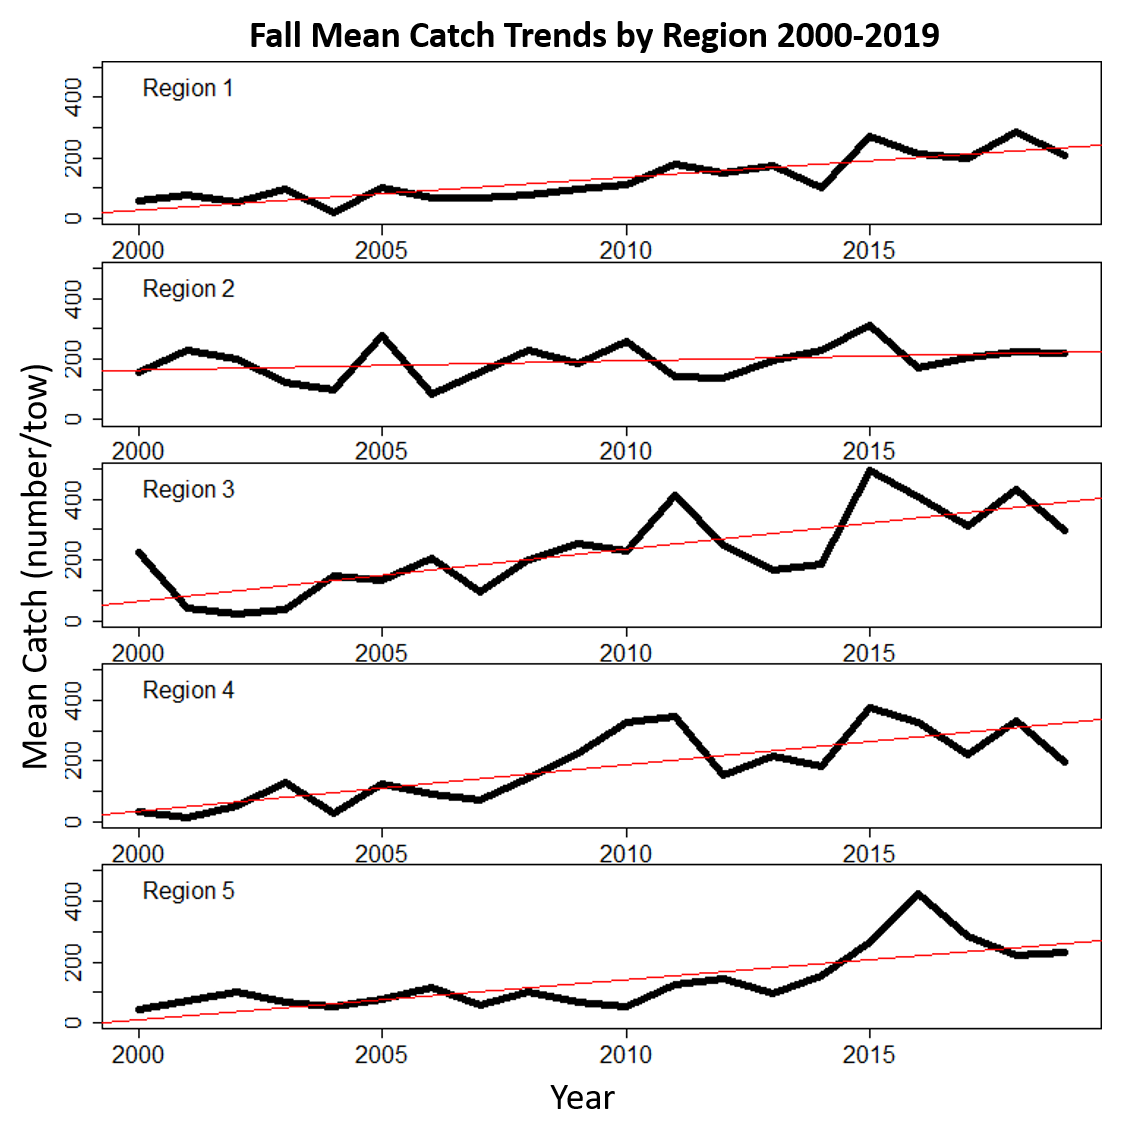 Fall Mean Catch Trends by Region 2000-2019
Mean Catch (number/tow)
Region 1
400
200
0
2000 2005 2010 2015
Region 2
400
200
0
2000 2005 2010 2015
Region 3
400
200
0
2000 2005 2010 2015
Region 4
400
200
0
2000 2005 2010 2015
Region 5
400
200
0
2000 2005 2010 2015
Year